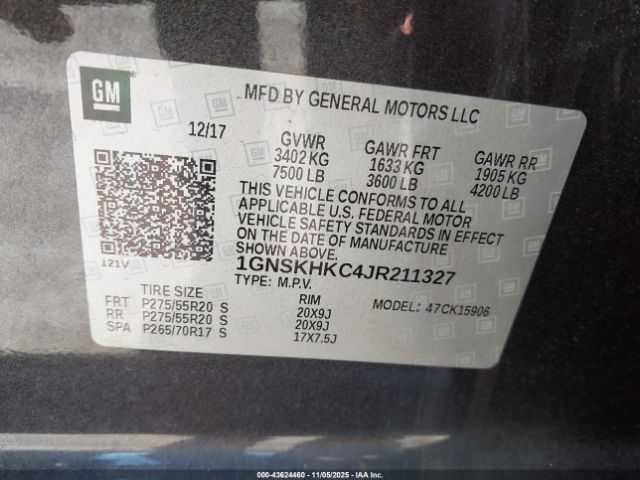 GM
MFD BY GENERAL MOTORS LLC
12/17 GVWR GAWR FRT GAWR RR
3402 KG 1633 KG 1905 KG
7500 LB 3600 LB 4200 LB
THIS VEHICLE CONFORMS TO ALL
APPLICABLE U.S. FEDERAL MOTOR
VEHICLE SAFETY STANDARDS IN EFFECT
ON THE DATE OF MANUFACTURE
SHOWN ABOVE.
121V
1GNSKHKC4JR211327
TYPE: M.P.V.
TIRE SIZE RIM MODEL: 47CK15906
FRT P275/55R20 S 20X9J
RR P275/55R20 S 20X9J
SPA P265/70R17 S 17X7.5J
000-43624460 - 11/05/2025 - IAA Inc.